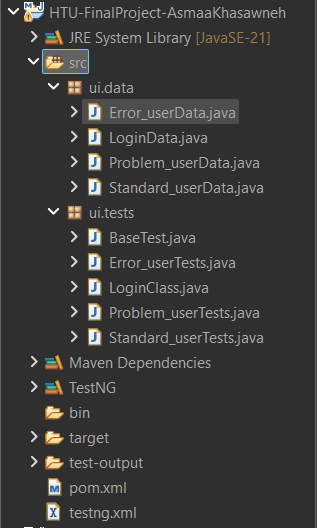 HTU-FinalProject-AsmaaKhasawneh
JRE System Library [JavaSE-21]
src
ui.data
Error_userData.java
LoginData.java
Problem_userData.java
Standard_userData.java
ui.tests
BaseTest.java
Error_userTests.java
LoginClass.java
Problem_userTests.java
Standard_userTests.java
Maven Dependencies
TestNG
bin
target
test-output
pom.xml
testng.xml